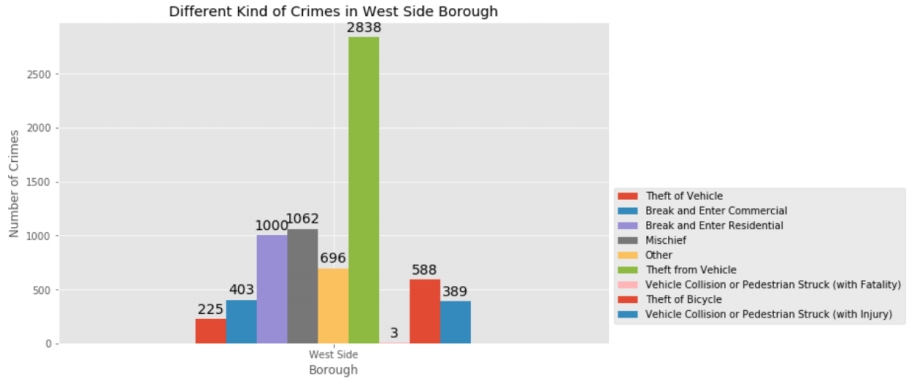 Different Kind of Crimes in West Side Borough
Number of Crimes
2500
2000
1500
1000
500
0
225
403
1000
1062
696
2838
3
588
389
West Side
Borough
Theft of Vehicle
Break and Enter Commercial
Break and Enter Residential
Mischief
Other
Theft from Vehicle
Vehicle Collision or Pedestrian Struck (with Fatality)
Theft of Bicycle
Vehicle Collision or Pedestrian Struck (with Injury)